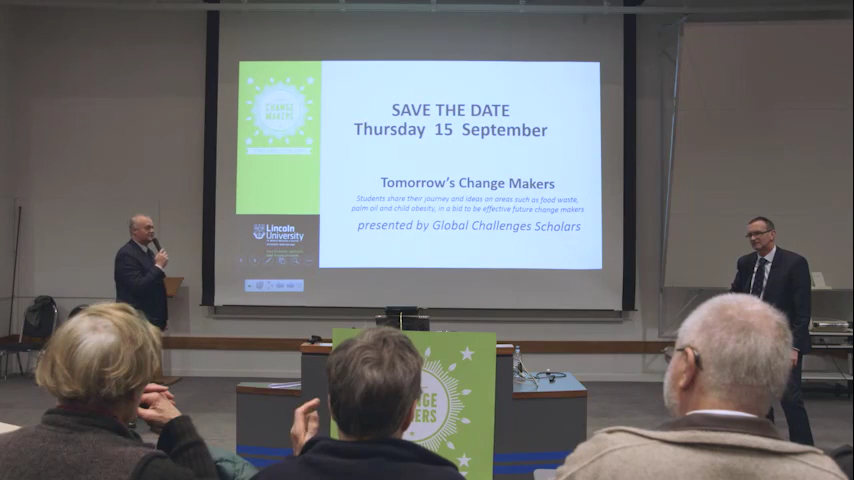 CHANGE
MAKERS
SAVE THE DATE
Thursday 15 September
Tomorrow's Change Makers
Students share their journey and ideas on areas such as food waste,
palm oil and child obesity, in a bid to be effective future change makers
presented by Global Challenges Scholars
Lincoln
University
CHANGE
MAKERS